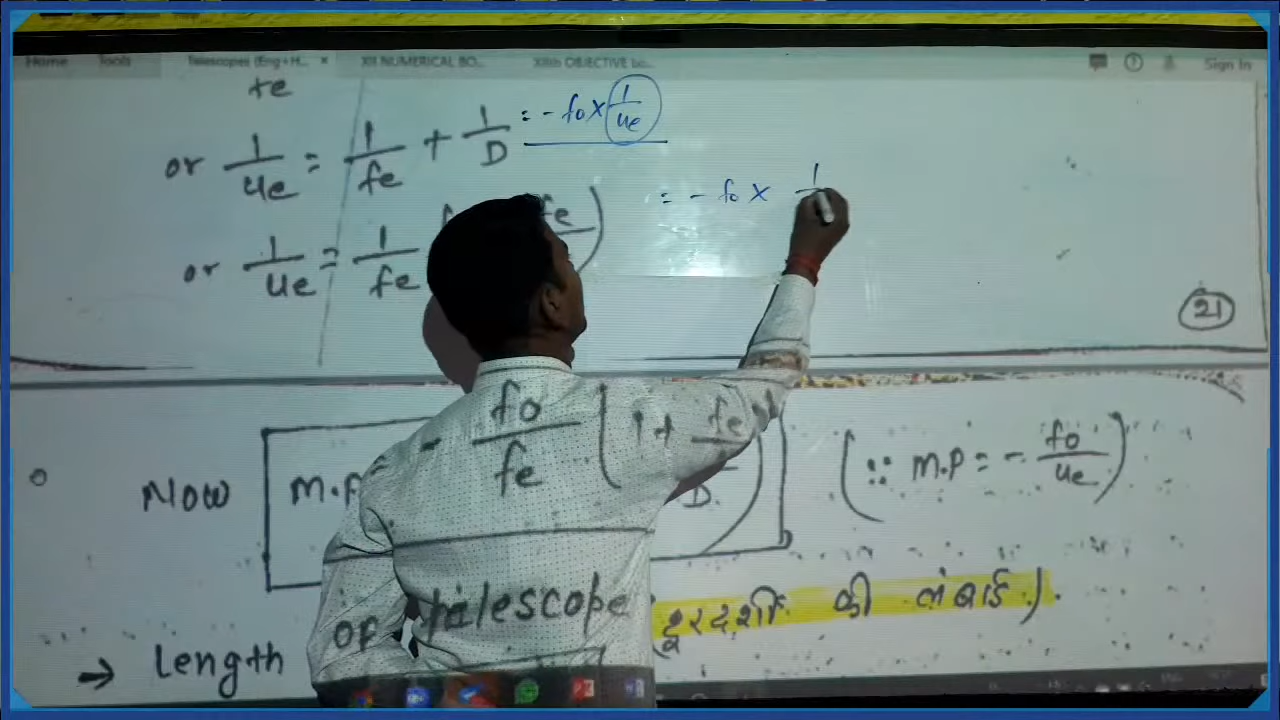 Home Tools Telescopes (Eng+H... × XII NUMERICAL BO... XIIth OBJECTIVE bo... Sign In
fe
or 1/ue = 1/fe + 1/D = - fo × 1/ue
= - fo × 1
or 1/ue = 1/fe fe )
21
Now M.P = - fo/fe ( 1 + fe/D ) ( ∵ M.P = - fo/ue )
→ Length of telescope (दूरदर्शी की लंबाई).